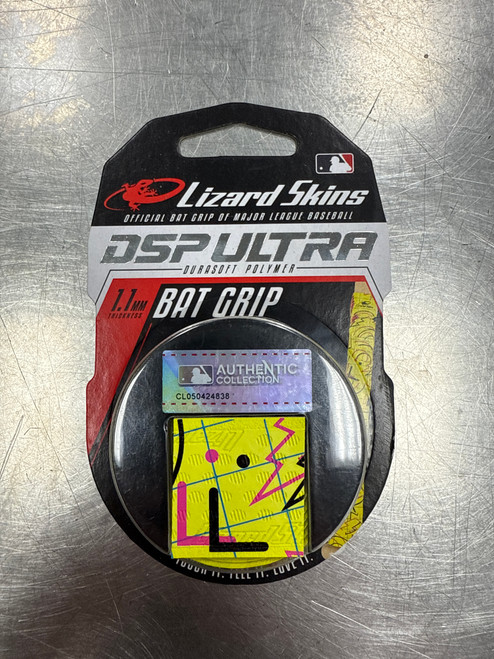 Lizard Skins
OFFICIAL BAT GRIP OF MAJOR LEAGUE BASEBALL
DSP ULTRA
DURASOFT POLYMER
1.1MM
THICKNESS
BAT GRIP
AUTHENTIC
COLLECTION
CL050424838
TOUCH IT. FEEL IT. LOVE IT.